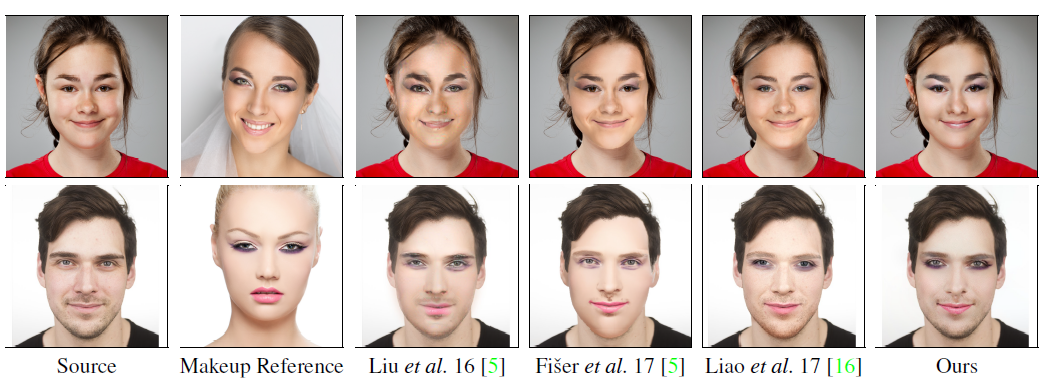 Source Makeup Reference Liu et al. 16 [5] Fišer et al. 17 [5] Liao et al. 17 [16] Ours